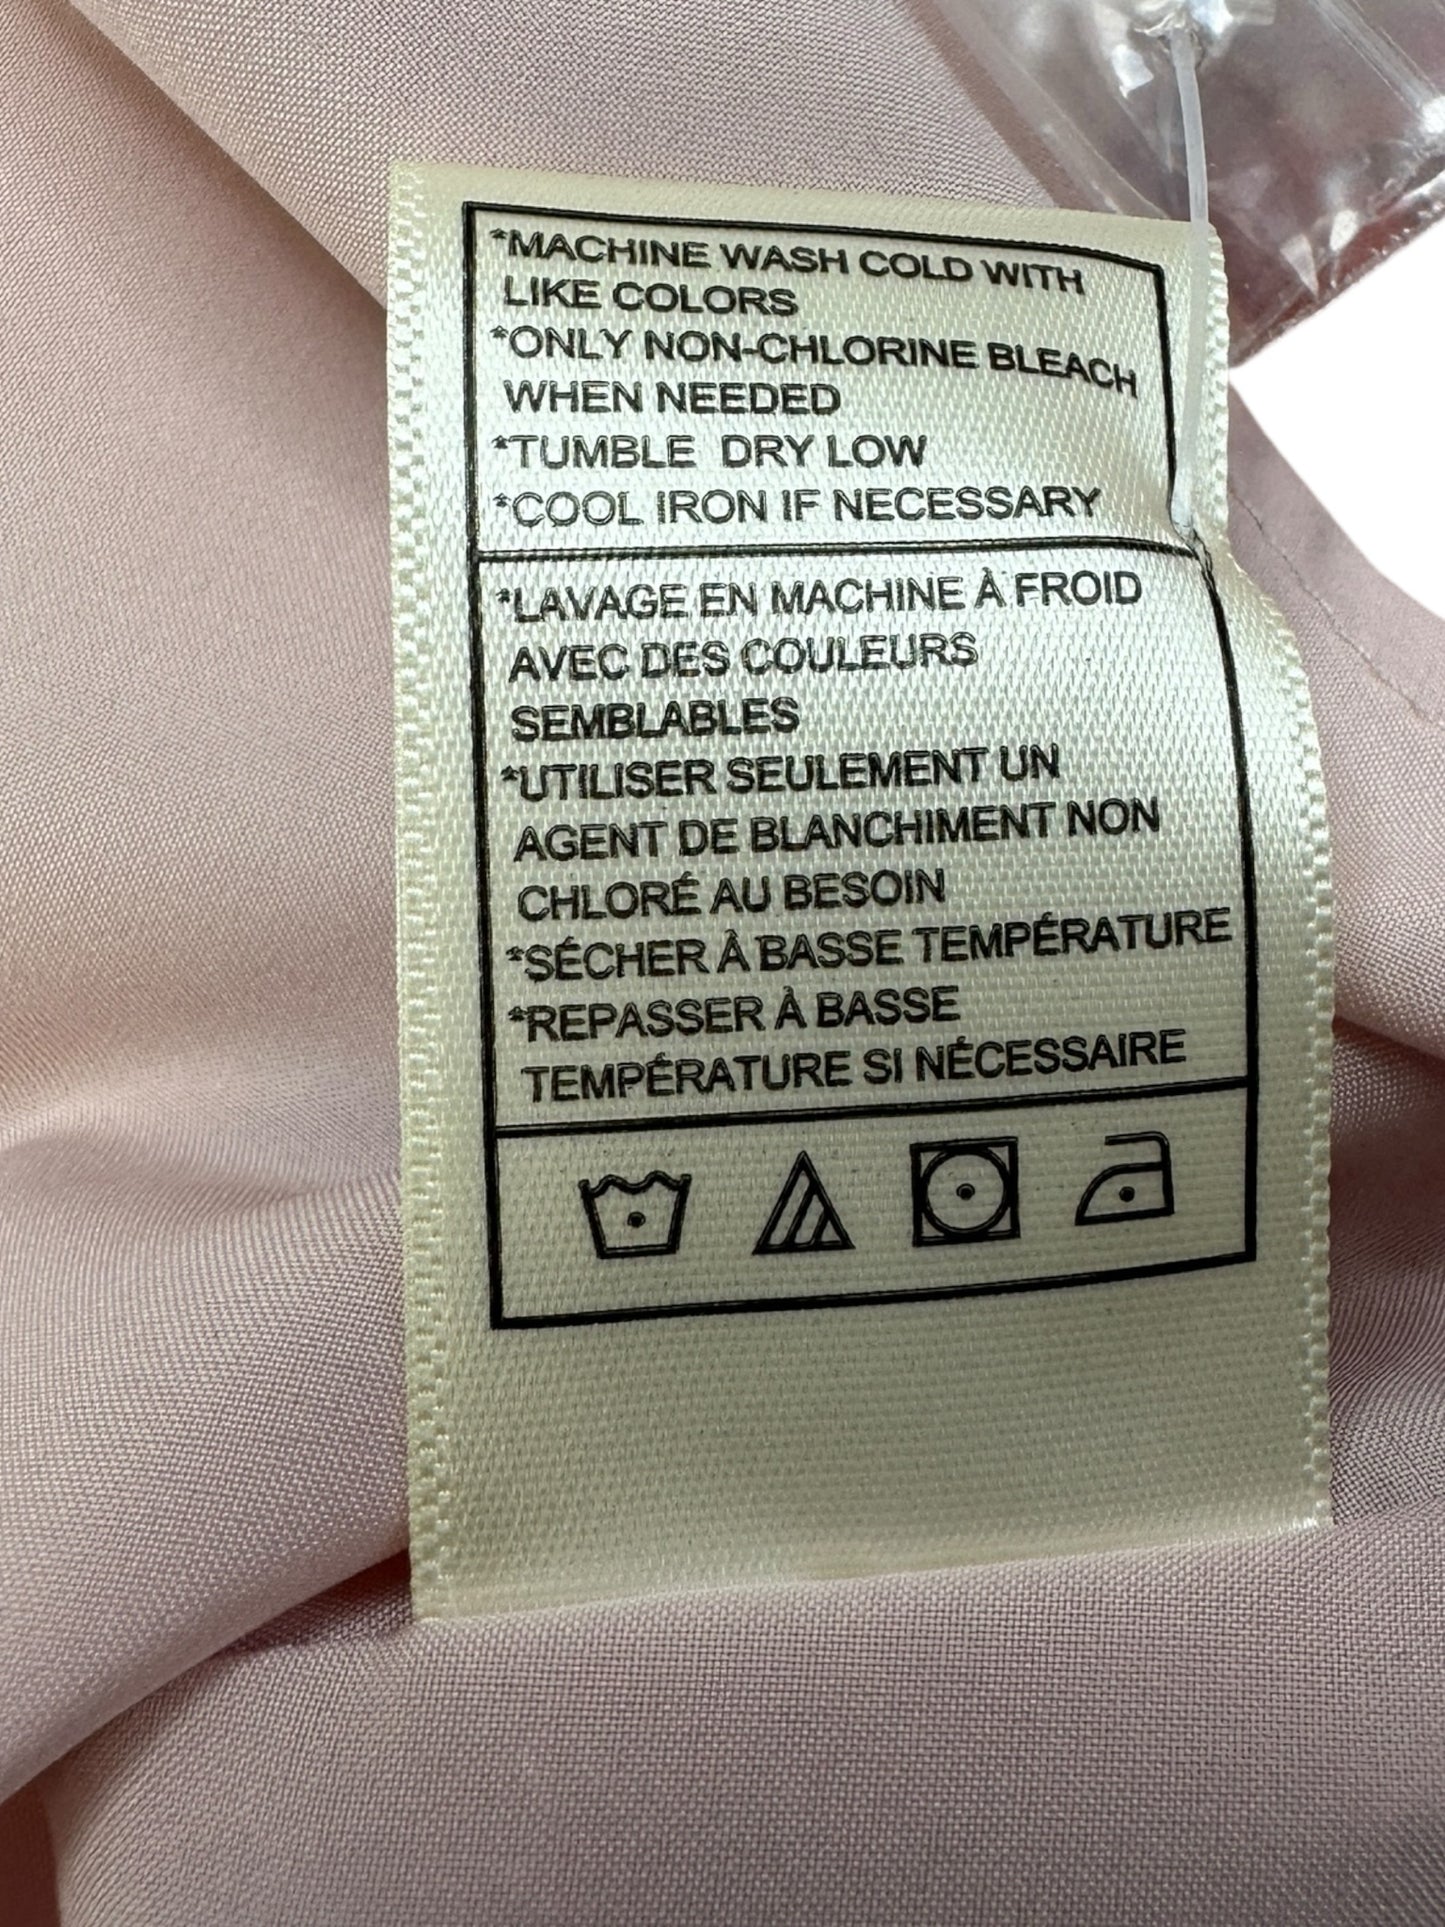 *MACHINE WASH COLD WITH
LIKE COLORS
*ONLY NON-CHLORINE BLEACH
WHEN NEEDED
*TUMBLE DRY LOW
*COOL IRON IF NECESSARY
*LAVAGE EN MACHINE À FROID
AVEC DES COULEURS
SEMBLABLES
*UTILISER SEULEMENT UN
AGENT DE BLANCHIMENT NON
CHLORÉ AU BESOIN
*SÉCHER À BASSE TEMPÉRATURE
*REPASSER À BASSE
TEMPÉRATURE SI NÉCESSAIRE